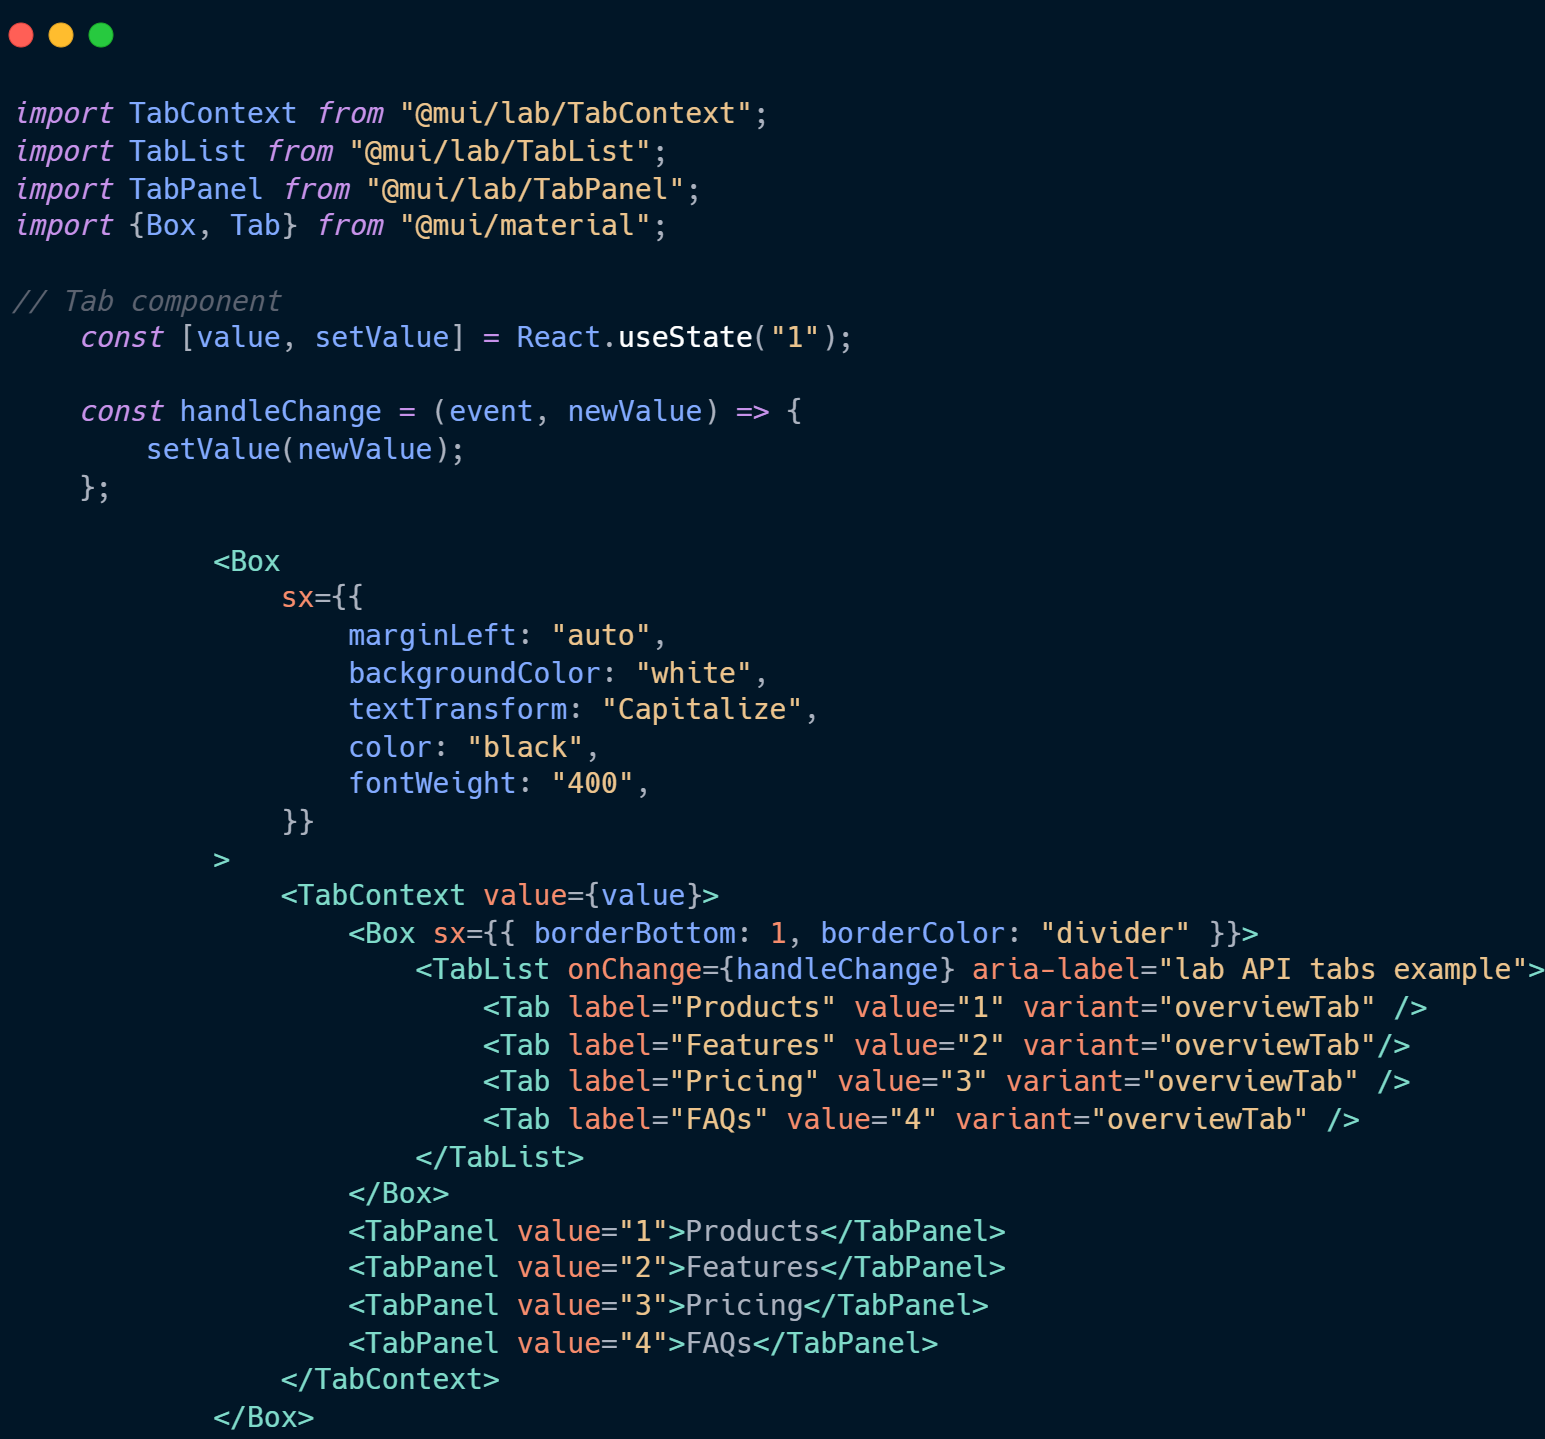 import TabContext from "@mui/lab/TabContext";
import TabList from "@mui/lab/TabList";
import TabPanel from "@mui/lab/TabPanel";
import {Box, Tab} from "@mui/material";

// Tab component
    const [value, setValue] = React.useState("1");

    const handleChange = (event, newValue) => {
        setValue(newValue);
    };

            <Box
                sx={{
                    marginLeft: "auto",
                    backgroundColor: "white",
                    textTransform: "Capitalize",
                    color: "black",
                    fontWeight: "400",
                }}
            >
                <TabContext value={value}>
                    <Box sx={{ borderBottom: 1, borderColor: "divider" }}>
                        <TabList onChange={handleChange} aria-label="lab API tabs example">
                            <Tab label="Products" value="1" variant="overviewTab" />
                            <Tab label="Features" value="2" variant="overviewTab"/>
                            <Tab label="Pricing" value="3" variant="overviewTab" />
                            <Tab label="FAQs" value="4" variant="overviewTab" />
                        </TabList>
                    </Box>
                    <TabPanel value="1">Products</TabPanel>
                    <TabPanel value="2">Features</TabPanel>
                    <TabPanel value="3">Pricing</TabPanel>
                    <TabPanel value="4">FAQs</TabPanel>
                </TabContext>
            </Box>